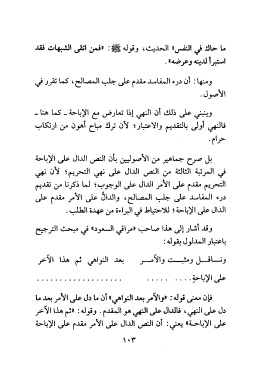 ما حاك في النفس» الحديث، وقوله ﷺ: «فمن اتقى الشبهات فقد
استبرأ لدينه وعرضه».
ومنها: أن درء المفاسد مقدم على جلب المصالح، كما تقرر في
الأصول.
وينبني على ذلك أن النهي إذا تعارض مع الإباحة ــ كما هنا ــ
فالنهي أولى بالتقديم والاعتبار؛ لأن ترك مباح أهون من ارتكاب
حرام.
بل صرح جماهير من الأصوليين بأن النص الدال على الإباحة
في المرتبة الثالثة من النص الدال على نهي التحريم؛ لأن نهي
التحريم مقدم على الأمر الدال على الوجوب؛ لما ذكرنا من تقديم
درء المفاسد على جلب المصالح، والدال على الأمر مقدم على
الدال على الإباحة؛ للاحتياط في البراءة من عهدة الطلب.
وقد أشار إلى هذا صاحب «مراقي السعود» في مبحث الترجيح
باعتبار المدلول بقوله:
وناقـل ومثبت والآمـر بعد النواهي ثم هذا الآخر
على الإباحة ..... ...................
فإن معنى قوله: «والآمر بعد النواهي» أن ما دل على الأمر بعد ما
دل على النهي، فالدال على النهي هو المقدم. وقوله: «ثم هذا الآخر
على الإباحة» يعني: أن النص الدال على الأمر مقدم على الإباحة
١٠٣